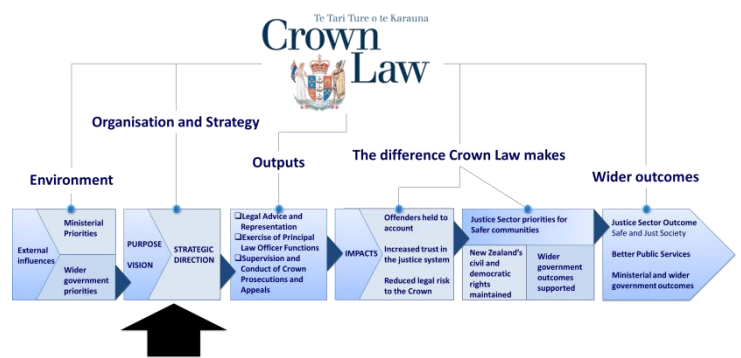 Te Tari Ture o te Karauna
Crown
Law
Organisation and Strategy
Environment
Outputs
The difference Crown Law makes
Wider outcomes
External
influences
Ministerial
Priorities
Wider
government
priorities
PURPOSE
VISION
STRATEGIC
DIRECTION
❑Legal Advice and
Representation
❑Exercise of Principal
Law Officer Functions
❑Supervision and
Conduct of Crown
Prosecutions and
Appeals
IMPACTS
Offenders held to
account
Increased trust in
the justice system
Reduced legal risk
to the Crown
Justice Sector priorities for
Safer communities
New Zealand's
civil and
democratic
rights
maintained
Wider
government
outcomes
supported
Justice Sector Outcome
Safe and Just Society
Better Public Services
Ministerial and wider
government outcomes